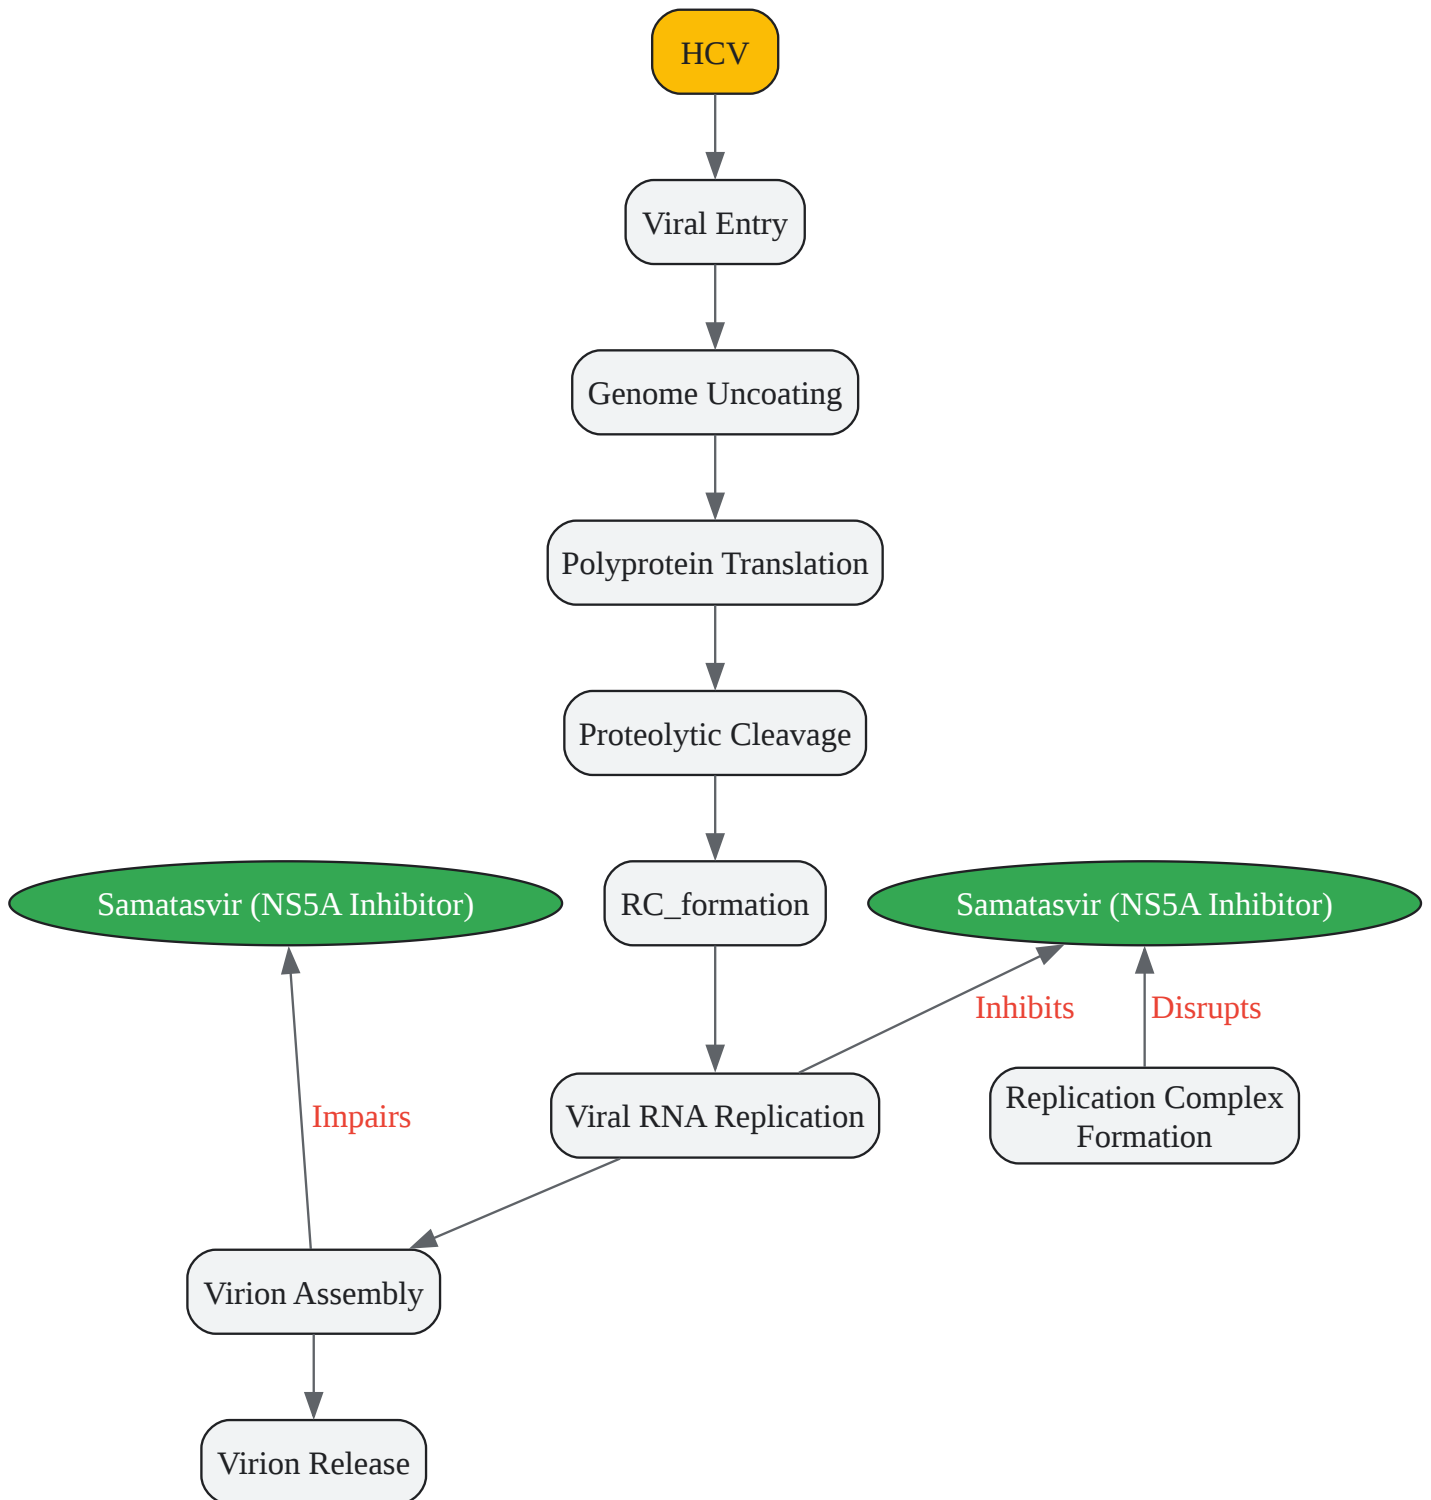 HCV
Viral Entry
Genome Uncoating
Polyprotein Translation
Proteolytic Cleavage
Samatasvir (NS5A Inhibitor)
RC_formation
Samatasvir (NS5A Inhibitor)
Inhibits
Disrupts
Impairs
Viral RNA Replication
Replication Complex
Formation
Virion Assembly
Virion Release